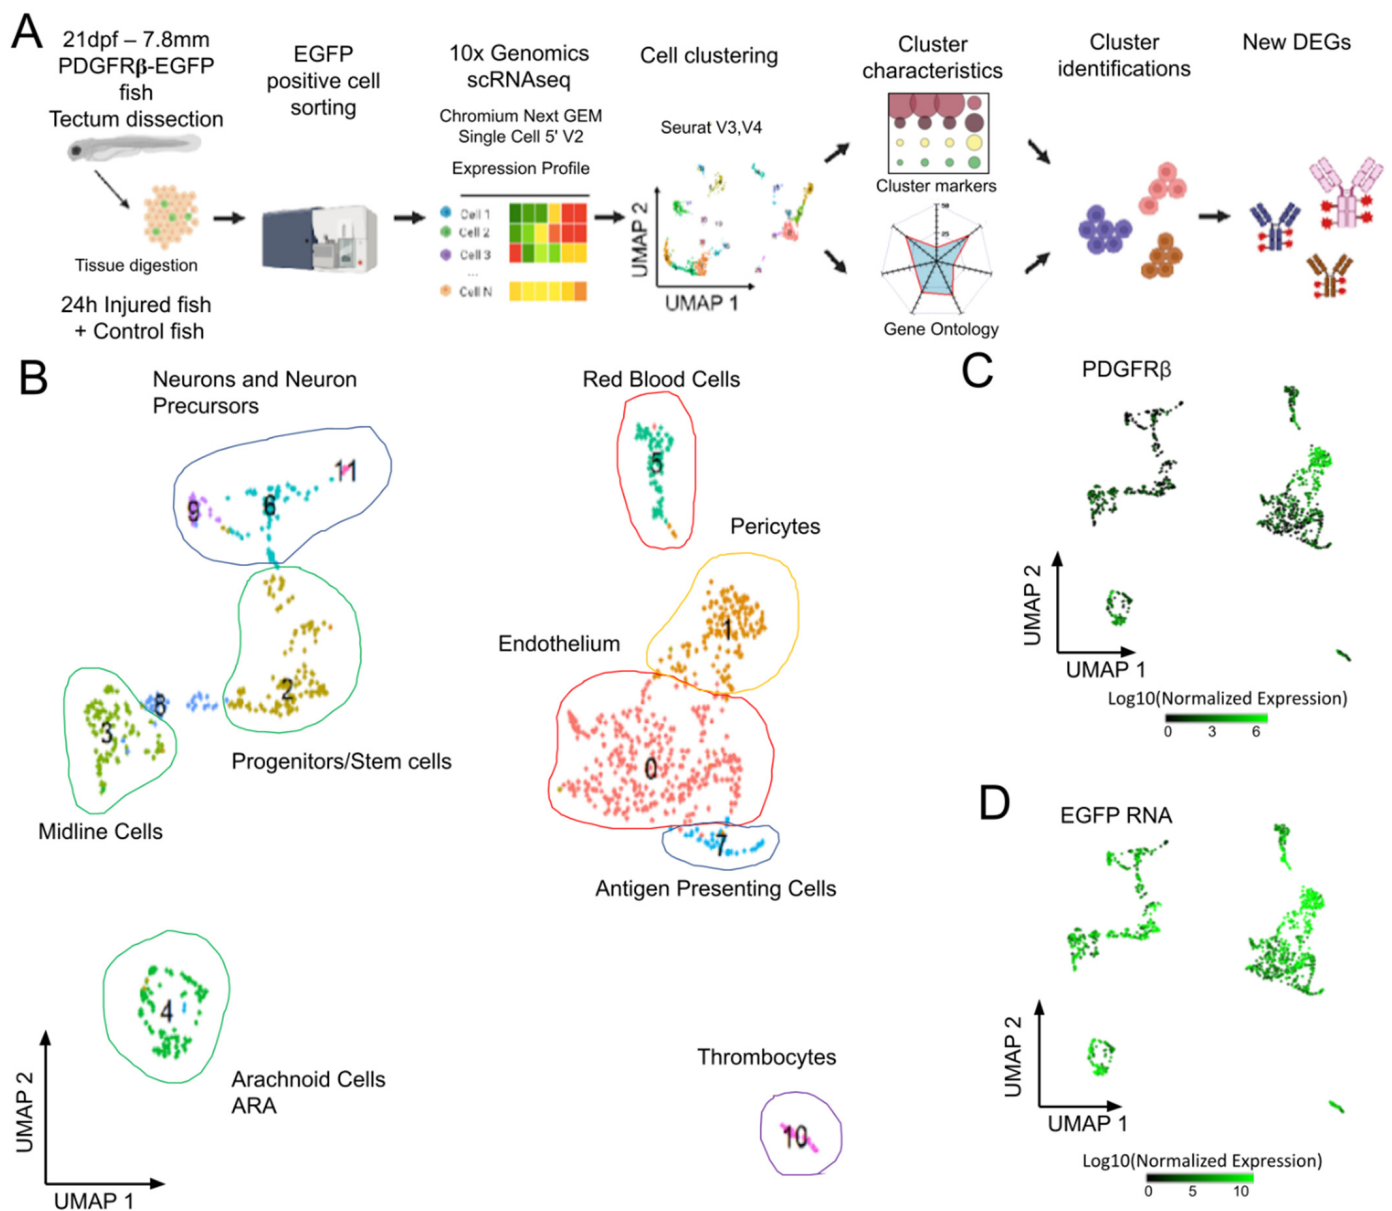 A
21dpf – 7.8mm
PDGFRβ-EGFP
fish
Tectum dissection
Tissue digestion
24h Injured fish
+ Control fish
EGFP
positive cell
sorting
10x Genomics
scRNAseq
Chromium Next GEM
Single Cell 5' V2
Expression Profile
Cell 1
Cell 2
Cell 3
...
Cell N
Cell clustering
Seurat V3,V4
UMAP 2
UMAP 1
Cluster
characteristics
Cluster markers
50
25
Gene Ontology
Cluster
identifications
New DEGs
B
Neurons and Neuron
Precursors
11
9
6
Red Blood Cells
5
Pericytes
1
Endothelium
2
8
3
0
Progenitors/Stem cells
Midline Cells
7
Antigen Presenting Cells
4
Arachnoid Cells
ARA
Thrombocytes
10
UMAP 2
UMAP 1
C
PDGFRβ
UMAP 2
UMAP 1
Log10(Normalized Expression)
0 3 6
D
EGFP RNA
UMAP 2
UMAP 1
Log10(Normalized Expression)
0 5 10